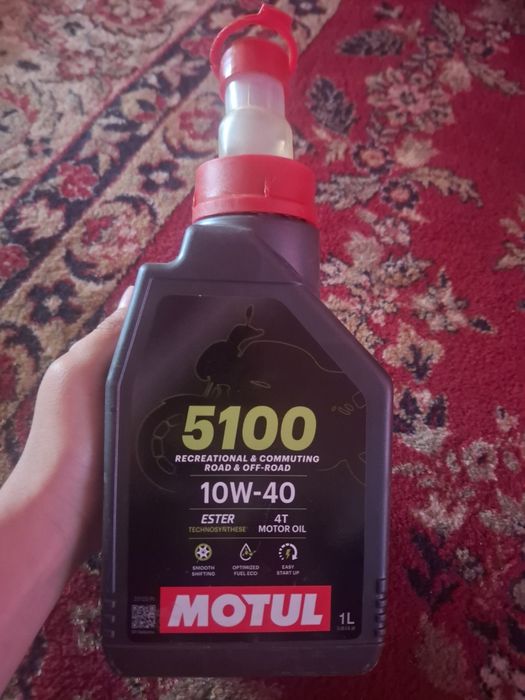 5100
RECREATIONAL & COMMUTING
ROAD & OFF-ROAD
10W-40
ESTER 4T
TECHNOSYNTHESE MOTOR OIL
SMOOTH OPTIMIZED EASY
SHIFTING FUEL ECO START UP
MOTUL 1L